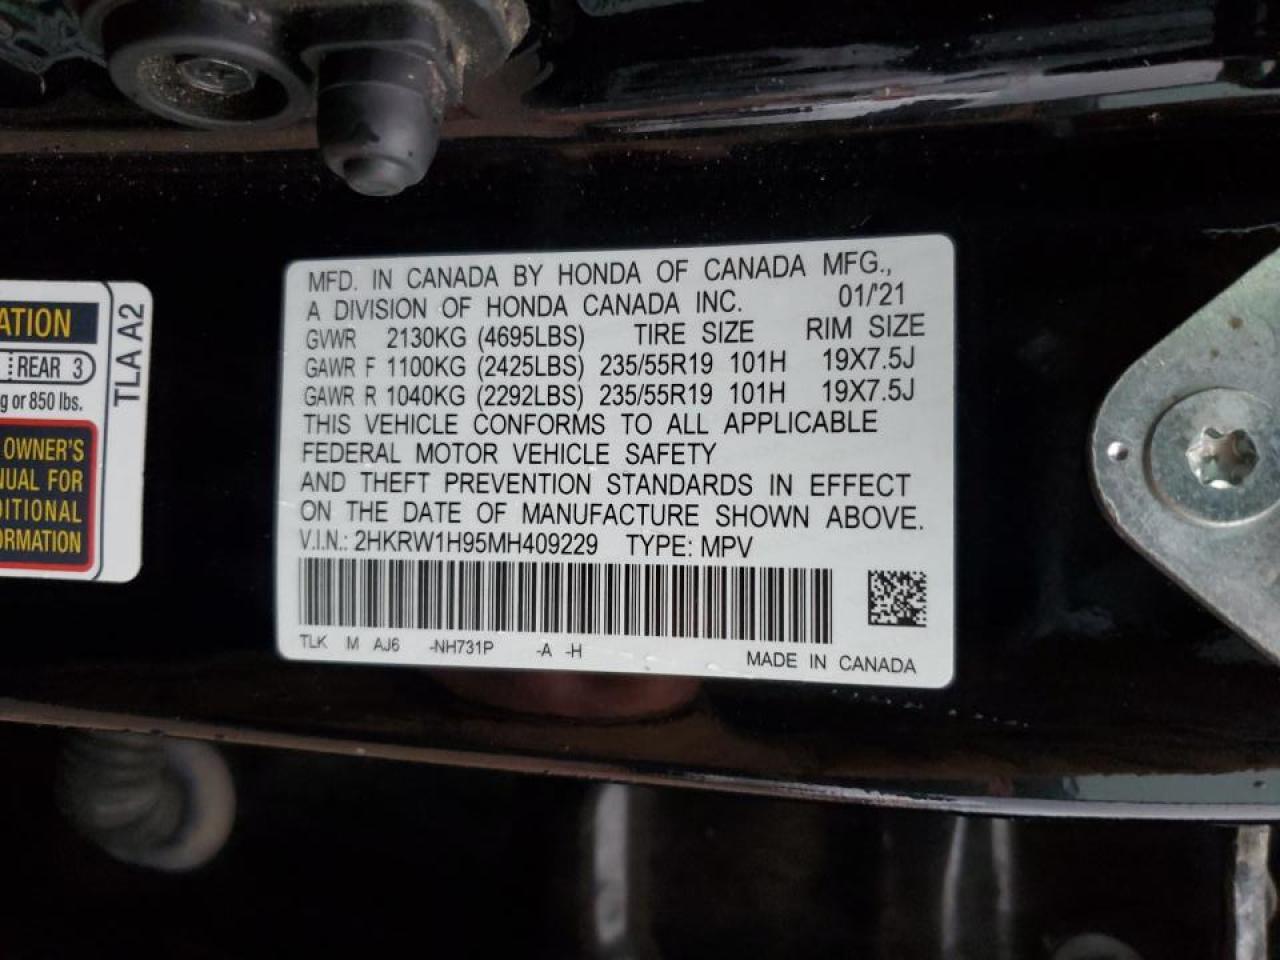 MFD. IN CANADA BY HONDA OF CANADA MFG.,
A DIVISION OF HONDA CANADA INC. 01/'21
GVWR 2130KG (4695LBS) TIRE SIZE RIM SIZE
GAWR F 1100KG (2425LBS) 235/55R19 101H 19X7.5J
GAWR R 1040KG (2292LBS) 235/55R19 101H 19X7.5J
THIS VEHICLE CONFORMS TO ALL APPLICABLE
FEDERAL MOTOR VEHICLE SAFETY
AND THEFT PREVENTION STANDARDS IN EFFECT
ON THE DATE OF MANUFACTURE SHOWN ABOVE.
V.I.N.: 2HKRW1H95MH409229 TYPE: MPV
TLK M AJ6 -NH731P -A -H
MADE IN CANADA
ATION
REAR 3
g or 850 lbs.
OWNER'S
NUAL FOR
DITIONAL
ORMATION
TLA A2